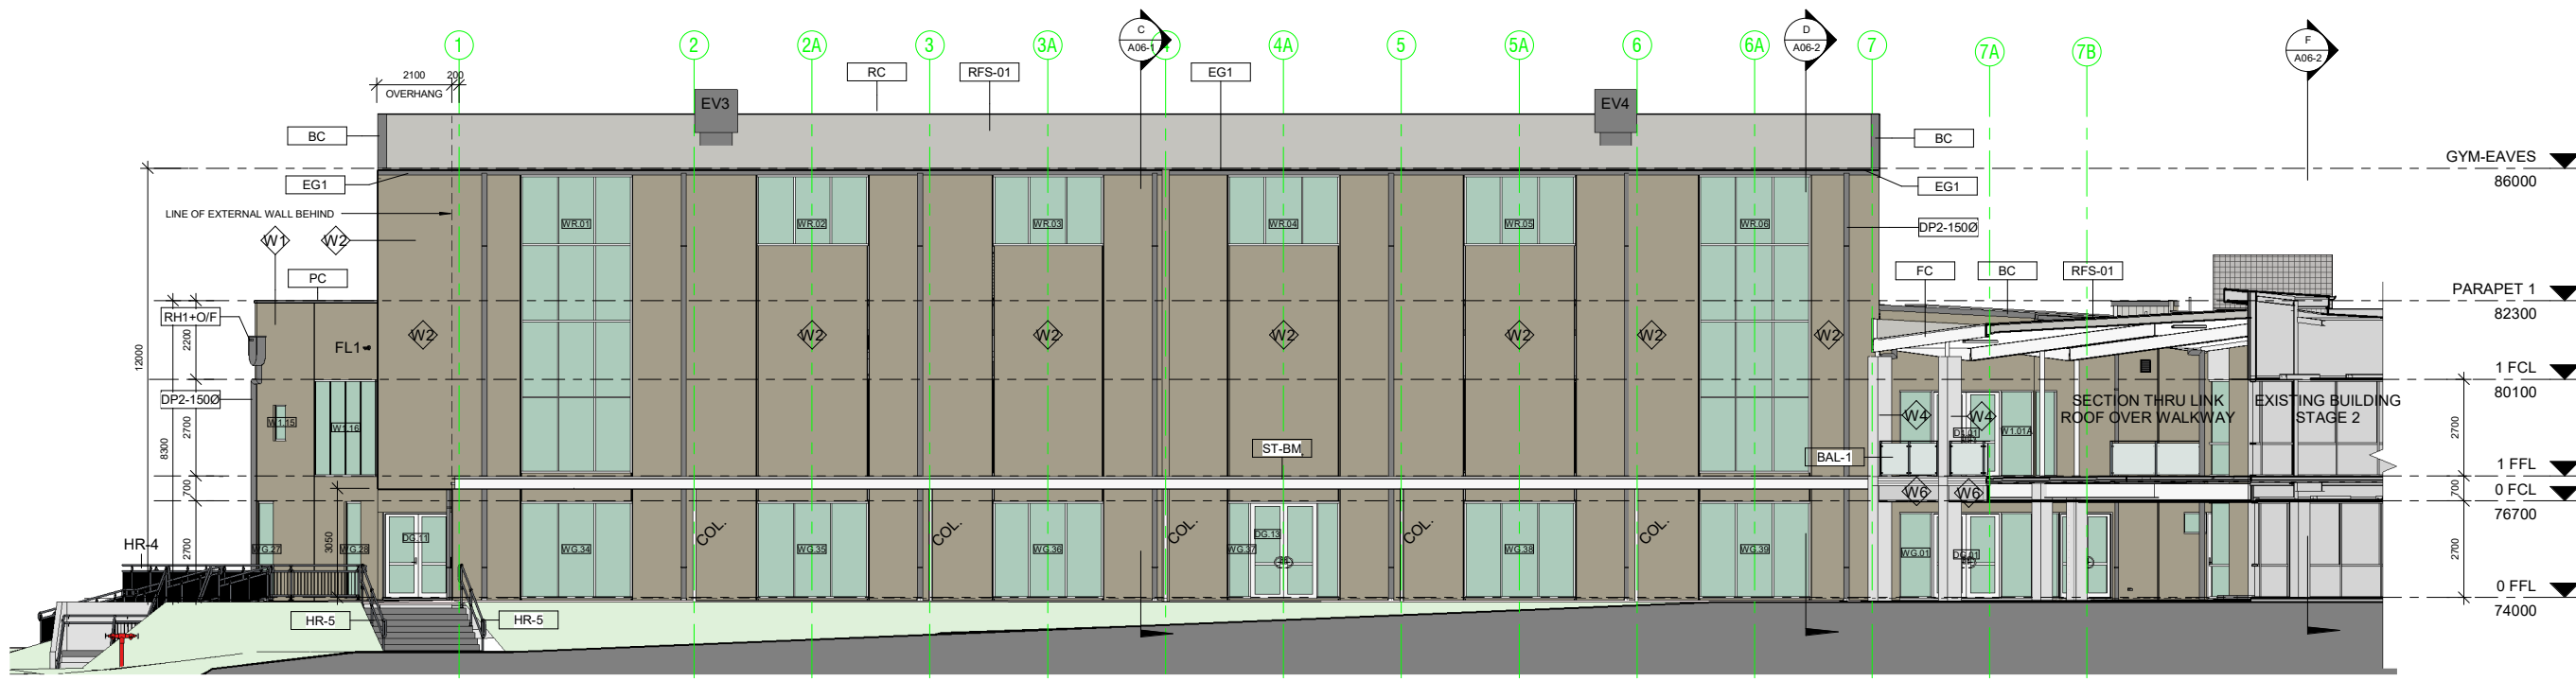 1
2
2A
3
3A
C
A06-1
4A
5
5A
6
6A
D
A06-2
7
7A
7B
F
A06-2
2100
200
OVERHANG
RC
RFS-01
EG1
EV3
EV4
BC
BC
GYM-EAVES
86000
EG1
EG1
LINE OF EXTERNAL WALL BEHIND
WR.01
WR.02
WR.03
WR.04
WR.05
WR.06
DP2-150Ø
W1
W2
PC
FC
BC
RFS-01
PARAPET 1
82300
RH1+O/F
12000
2200
FL1
W2
W2
W2
W2
W2
W2
W2
1 FCL
80100
DP2-150Ø
8300
2700
W1.15
W1.16
SECTION THRU LINK
ROOF OVER WALKWAY
EXISTING BUILDING
STAGE 2
W4
W4
D1.01
W1.01A
2700
ST-BM
BAL-1
1 FFL
700
W6
W6
700
0 FCL
76700
HR-4
2700
3050
WG.27
WG.28
DG.11
WG.34
COL.
WG.35
COL.
WG.36
COL.
WG.37
DG.13
COL.
WG.38
COL.
WG.39
WG.01
DG.01
2700
0 FFL
74000
HR-5
HR-5